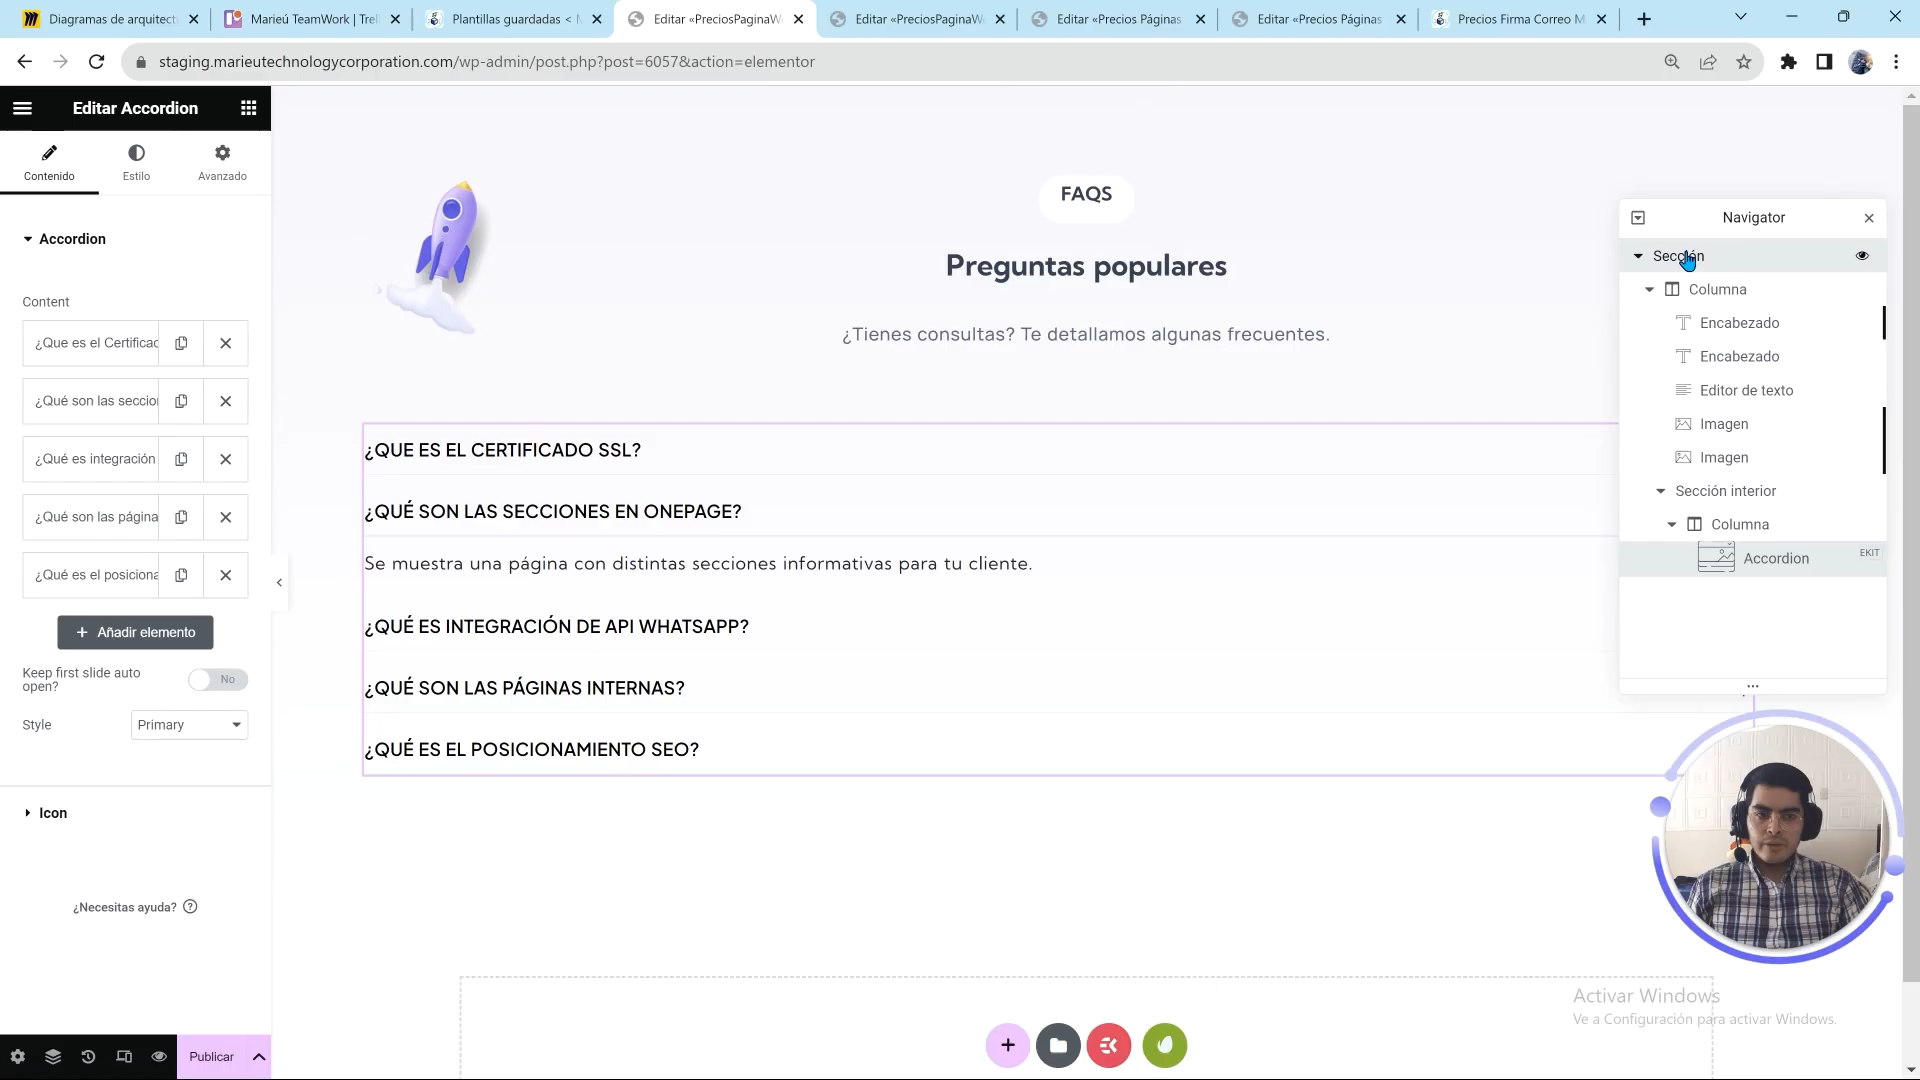 Diagramas de arquitect
Marieú TeamWork | Trel
Plantillas guardadas < M
Editar «PreciosPaginaW
Editar «PreciosPaginaW
Editar «Precios Páginas
Editar «Precios Páginas
Precios Firma Correo M
staging.marieutechnologycorporation.com/wp-admin/post.php?post=6057&action=elementor
Editar Accordion
Contenido
Estilo
Avanzado
Accordion
Content
¿Que es el Certificad
¿Qué son las seccion
¿Qué es integración
¿Qué son las página
¿Qué es el posiciona
Añadir elemento
Keep first slide auto
open?
No
Style
Primary
Icon
¿Necesitas ayuda?
Publicar
FAQS
Preguntas populares
¿Tienes consultas? Te detallamos algunas frecuentes.
¿QUE ES EL CERTIFICADO SSL?
¿QUÉ SON LAS SECCIONES EN ONEPAGE?
Se muestra una página con distintas secciones informativas para tu cliente.
¿QUÉ ES INTEGRACIÓN DE API WHATSAPP?
¿QUÉ SON LAS PÁGINAS INTERNAS?
¿QUÉ ES EL POSICIONAMIENTO SEO?
Navigator
Sección
Columna
Encabezado
Encabezado
Editor de texto
Imagen
Imagen
Sección interior
Columna
Accordion
EKIT
Activar Windows
Ve a Configuración para activar Windows.